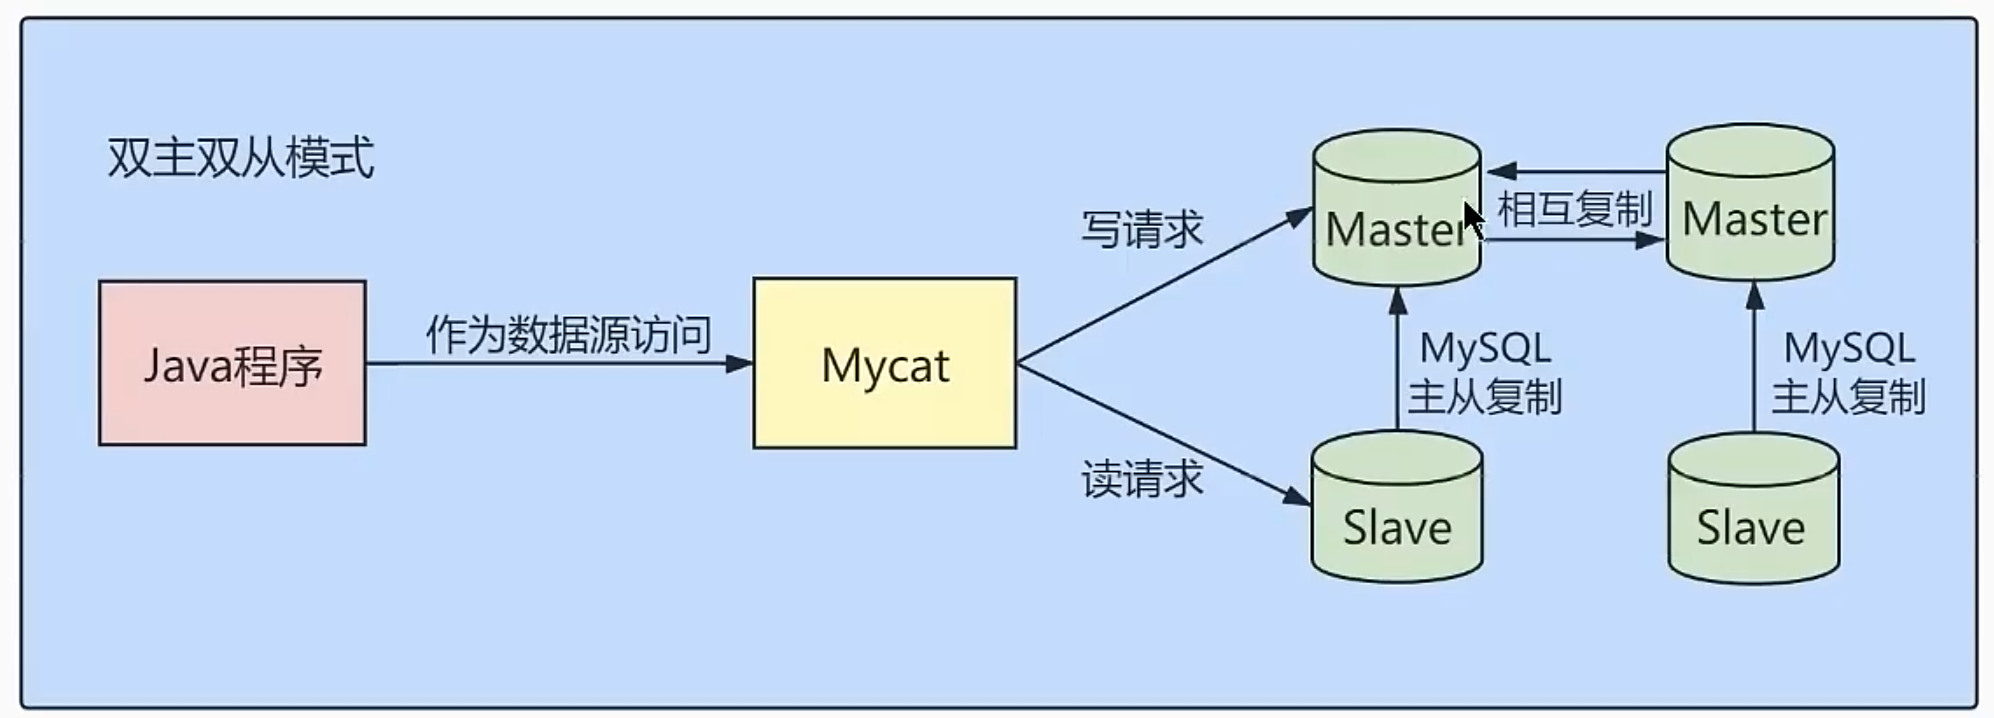 双主双从模式
写请求
Master
相互复制
Master
Java程序
作为数据源访问
Mycat
MySQL
主从复制
MySQL
主从复制
读请求
Slave
Slave